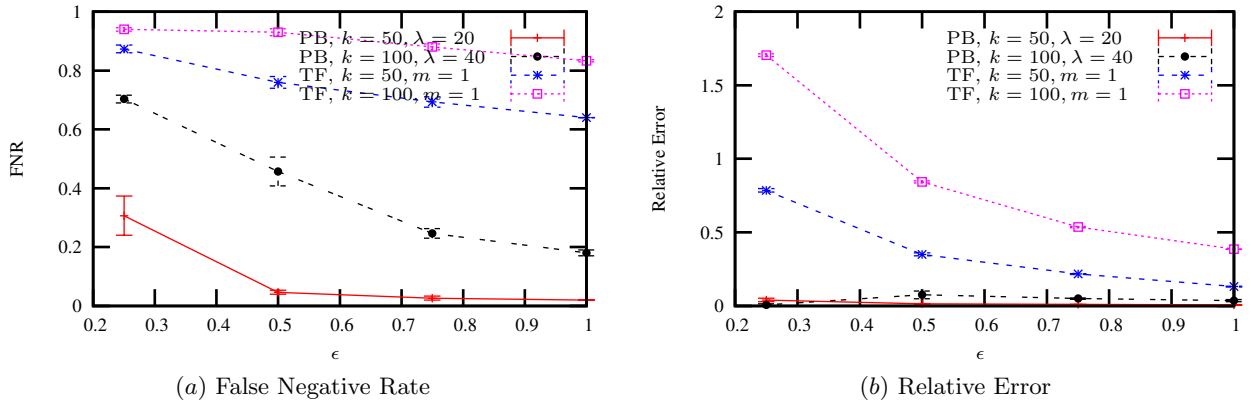 1
0.8
0.6
0.4
0.2
0
FNR
0.2 0.3 0.4 0.5 0.6 0.7 0.8 0.9 1
ϵ
PB, k = 50, λ = 20
PB, k = 100, λ = 40
TF, k = 50, m = 1
TF, k = 100, m = 1
(a) False Negative Rate
2
1.5
1
0.5
0
Relative Error
0.2 0.3 0.4 0.5 0.6 0.7 0.8 0.9 1
ϵ
PB, k = 50, λ = 20
PB, k = 100, λ = 40
TF, k = 50, m = 1
TF, k = 100, m = 1
(b) Relative Error